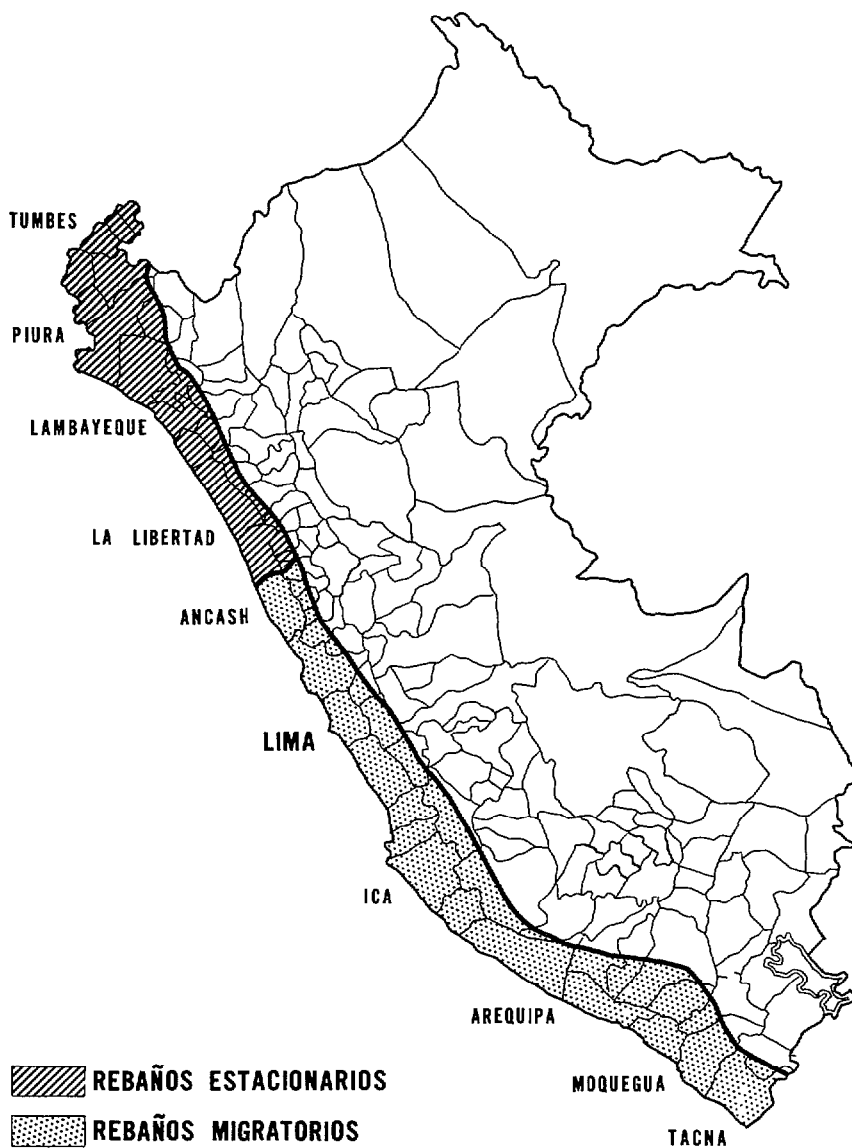 TUMBES
PIURA
LAMBAYEQUE
LA LIBERTAD
ANCASH
LIMA
ICA
AREQUIPA
MOQUEGUA
TACNA
REBAÑOS ESTACIONARIOS
REBAÑOS MIGRATORIOS